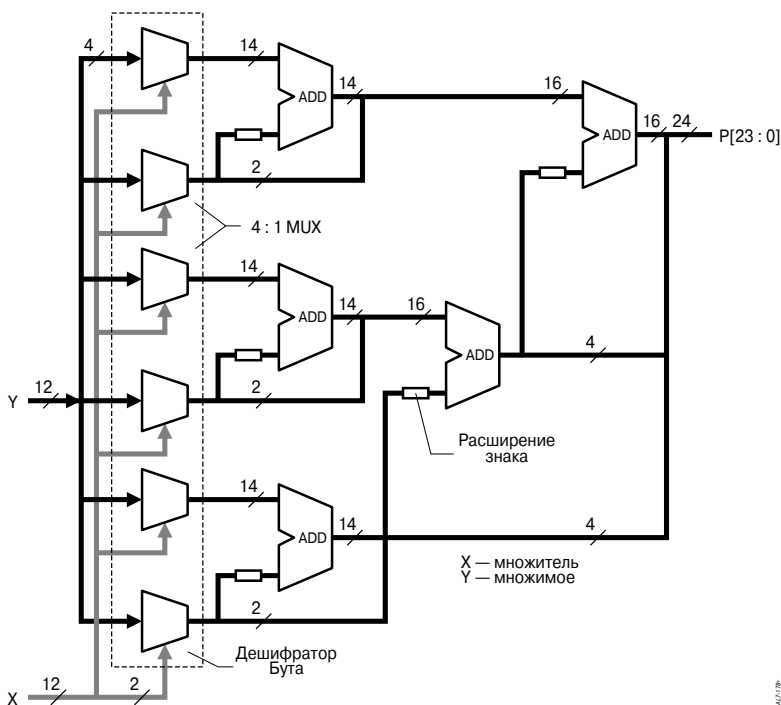 4
14
ADD
14
16
ADD
16
24
P[23 : 0]
2
4 : 1 MUX
14
ADD
14
16
ADD
4
2
Y
12
Расширение
знака
14
ADD
14
4
X — множитель
Y — множимое
2
Дешифратор
Бута
X
12
2